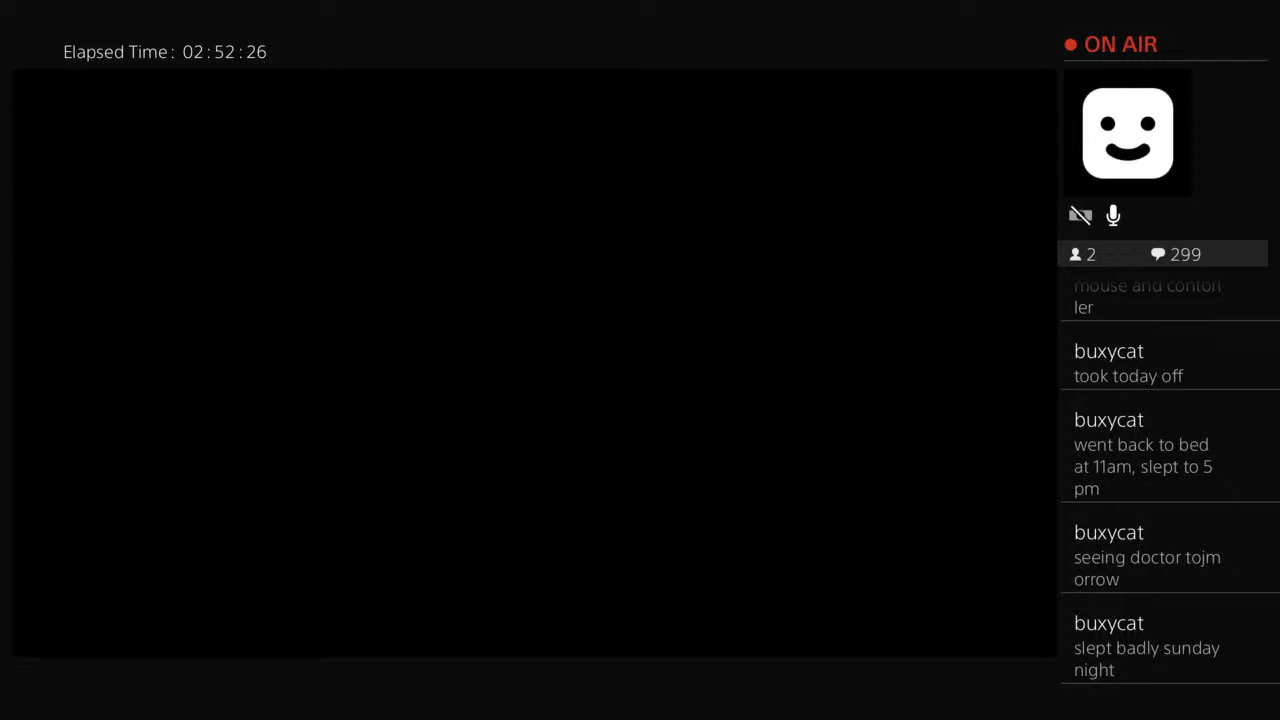 Elapsed Time: 02:52:26
ON AIR
2 299
mouse and contorl
ler
buxycat
took today off
buxycat
went back to bed
at 11am, slept to 5
pm
buxycat
seeing doctor tojm
orrow
buxycat
slept badly sunday
night